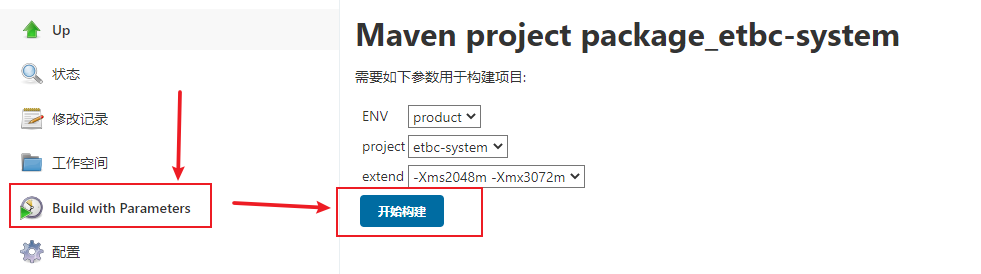 Up
状态
修改记录
工作空间
Build with Parameters
配置
Maven project package_etbc-system
需要如下参数用于构建项目:
ENV product
project etbc-system
extend -Xms2048m -Xmx3072m
开始构建